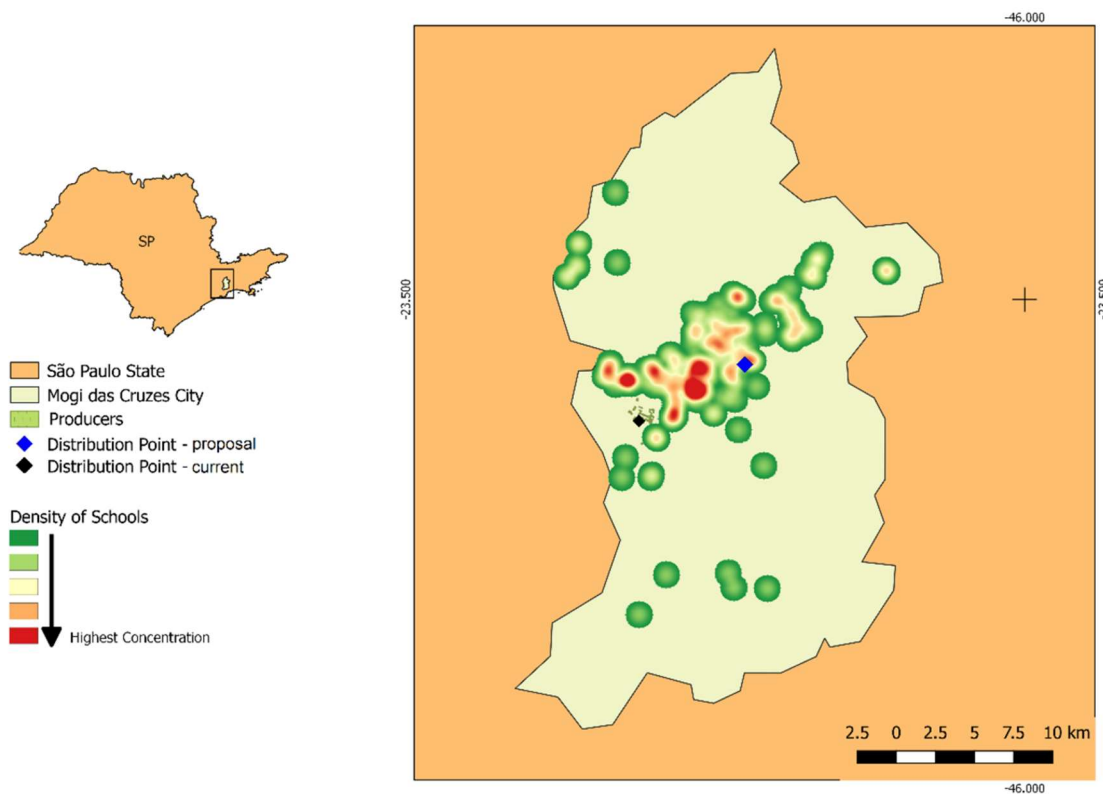 -46.000
SP
-23.500
-23.500
São Paulo State
Mogi das Cruzes City
Producers
Distribution Point - proposal
Distribution Point - current
Density of Schools
Highest Concentration
2.5 0 2.5 5 7.5 10 km
-46.000